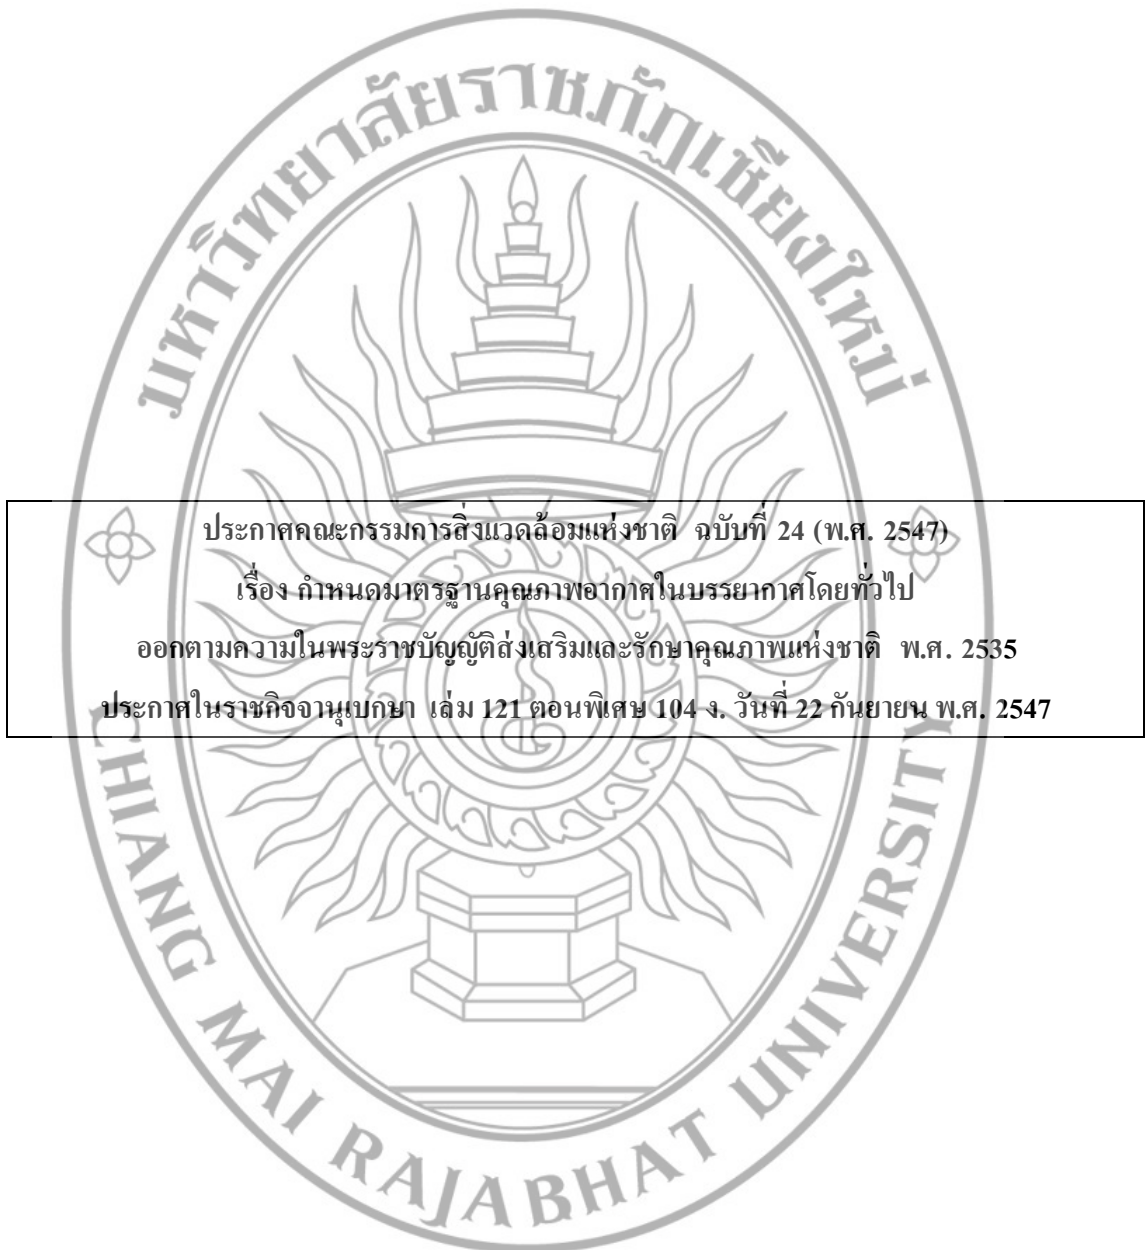 มหาวิทยาลัยราชภัฏเชียงใหม่
ประกาศคณะกรรมการสิ่งแวดล้อมแห่งชาติ ฉบับที่ 24 (พ.ศ. 2547)
เรื่อง กำหนดมาตรฐานคุณภาพอากาศในบรรยากาศโดยทั่วไป
ออกตามความในพระราชบัญญัติส่งเสริมและรักษาคุณภาพแห่งชาติ พ.ศ. 2535
ประกาศในราชกิจจานุเบกษา เล่ม 121 ตอนพิเศษ 104 ง. วันที่ 22 กันยายน พ.ศ. 2547
CHIANG MAI RAJABHAT UNIVERSITY